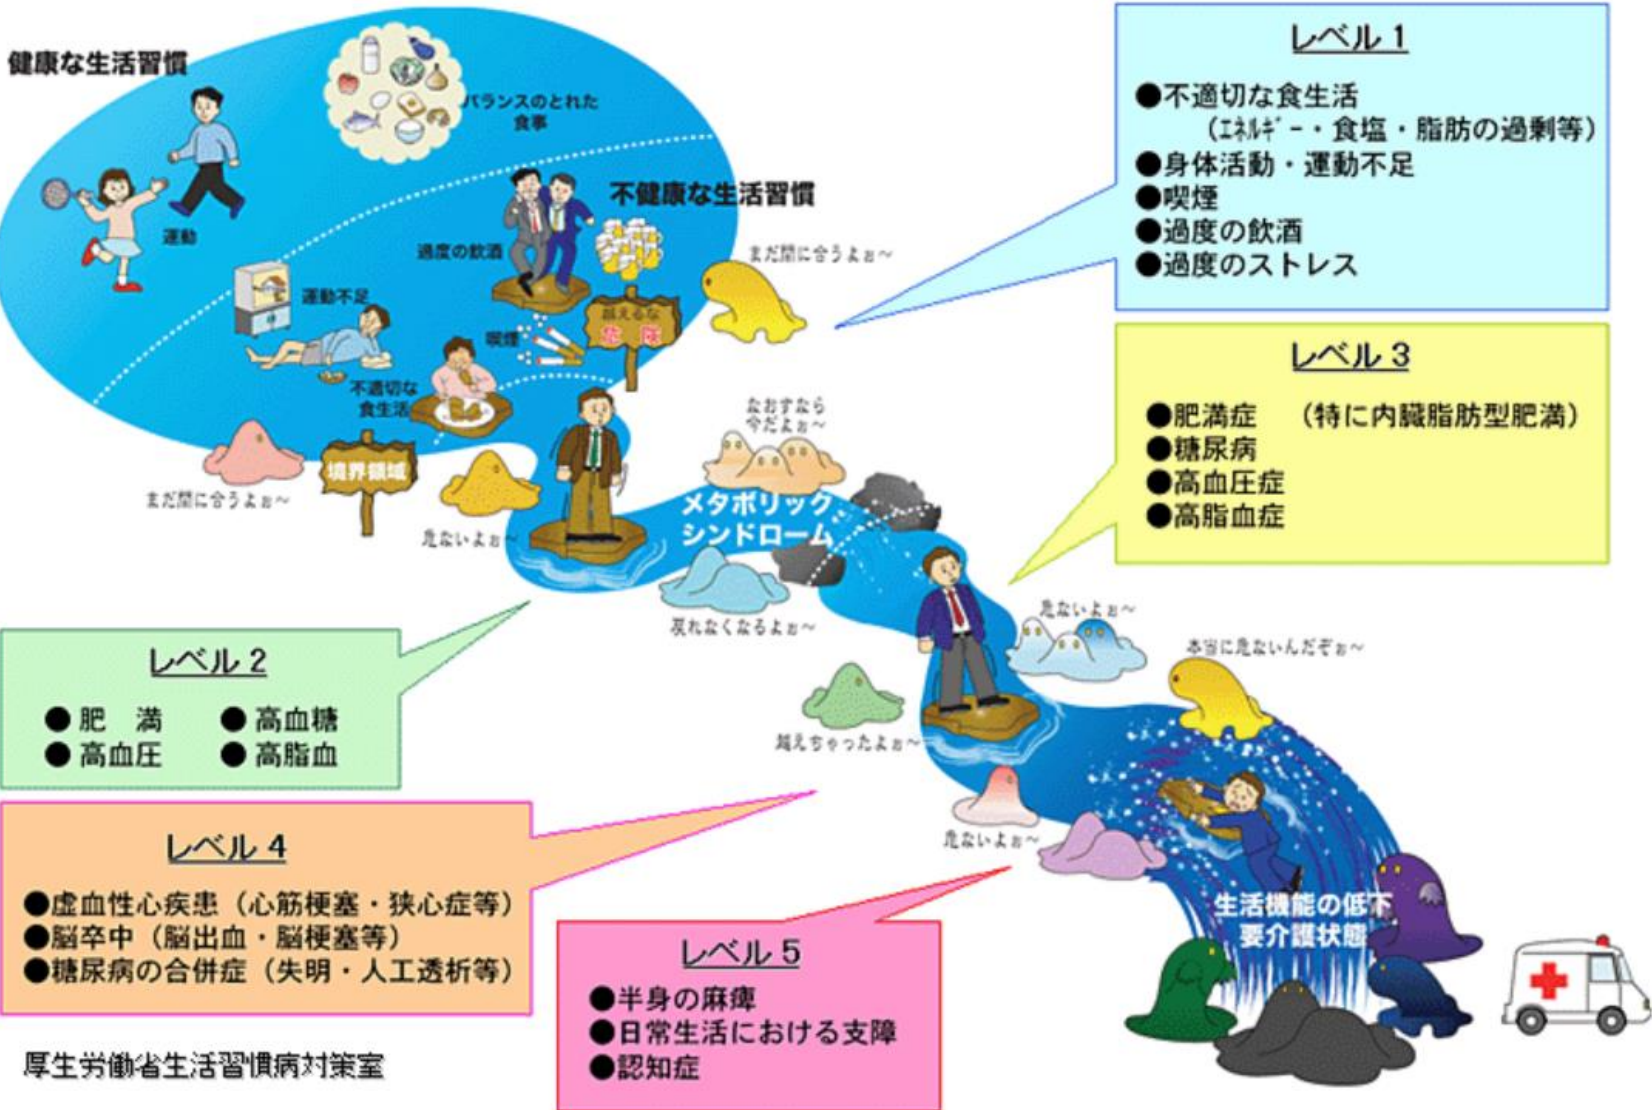 健康な生活習慣
バランスのとれた
食事
運動
不健康な生活習慣
過度の飲酒
まだ間に合うよぉ～
運動不足
喫煙
越えるな
危険
不適切な
食生活
境界領域
まだ間に合うよぉ～
危ないよぉ～
なおすなら
今だよぉ～
メタボリック
シンドローム
戻れなくなるよぉ～
危ないよぉ～
本当に危ないんだぞぉ～
越えちゃったよぉ～
危ないよぉ～
生活機能の低下
要介護状態
レベル１
●不適切な食生活
（ｴﾈﾙｷﾞｰ・食塩・脂肪の過剰等）
●身体活動・運動不足
●喫煙
●過度の飲酒
●過度のストレス
レベル２
●肥　満　●高血糖
●高血圧　●高脂血
レベル３
●肥満症　（特に内臓脂肪型肥満）
●糖尿病
●高血圧症
●高脂血症
レベル４
●虚血性心疾患（心筋梗塞・狭心症等）
●脳卒中（脳出血・脳梗塞等）
●糖尿病の合併症（失明・人工透析等）
レベル５
●半身の麻痺
●日常生活における支障
●認知症
厚生労働省生活習慣病対策室